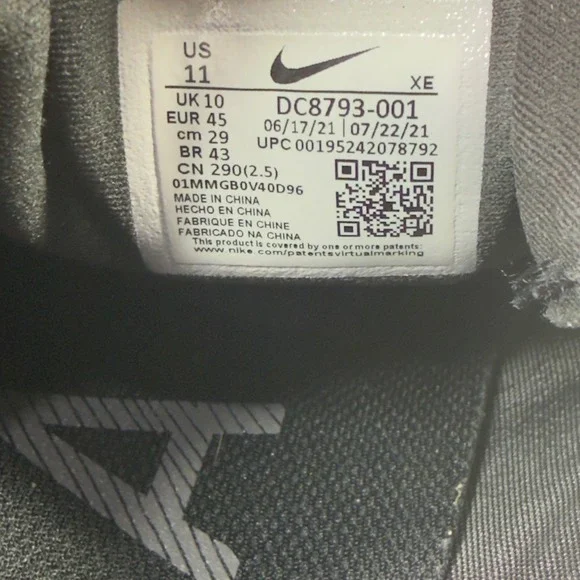 US
11
XE
UK 10
DC8793-001
EUR 45
06/17/21 | 07/22/21
cm 29
UPC 00195242078792
BR 43
CN 290(2.5)
01MMGB0V40D96
MADE IN CHINA
HECHO EN CHINA
FABRIQUE EN CHINE
FABRICADO NA CHINA
This product is covered by one or more patents:
www.nike.com/patentsvirtualmarking
A